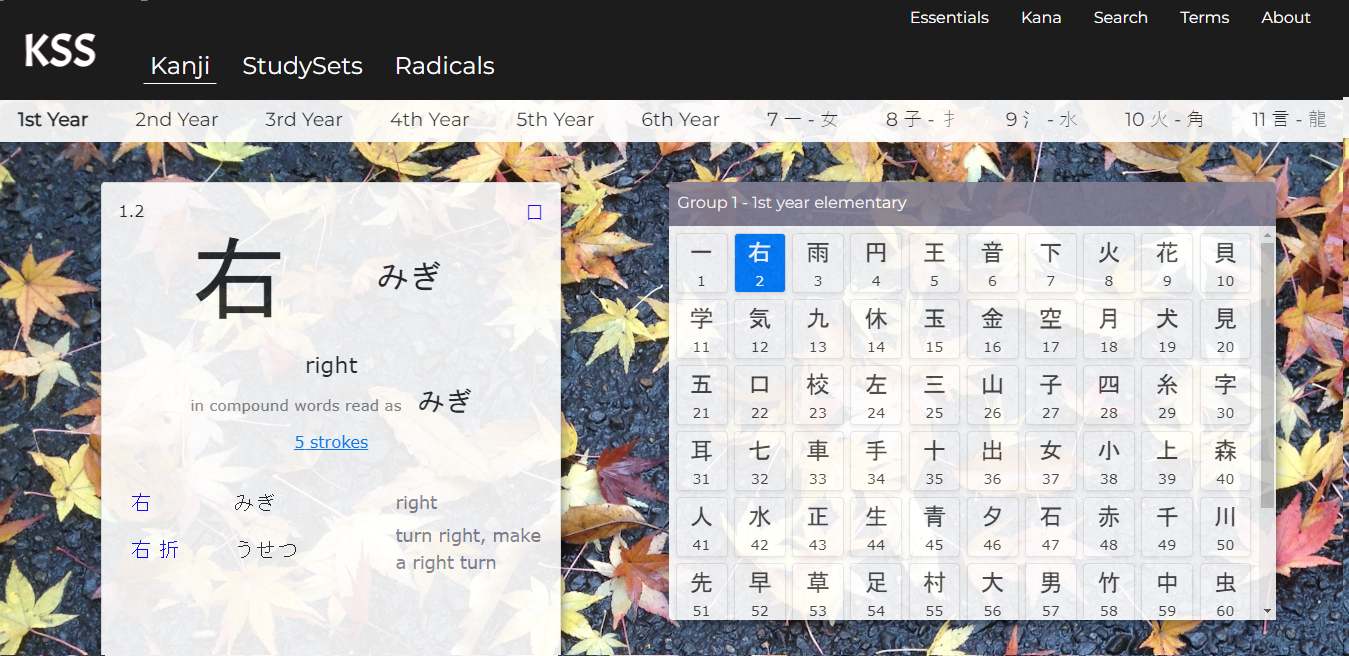 Essentials Kana Search Terms About
KSS
Kanji StudySets Radicals
1st Year 2nd Year 3rd Year 4th Year 5th Year 6th Year 7 一 - 女 8 子 - 扌 9 氵 - 水 10 火 - 角 11 言 - 龍
1.2
右 みぎ
right
in compound words read as みぎ
5 strokes
右 みぎ right
右 折 うせつ turn right, make
a right turn
Group 1 - 1st year elementary
一 右 雨 円 王 音 下 火 花 貝
1 2 3 4 5 6 7 8 9 10
学 気 九 休 玉 金 空 月 犬 見
11 12 13 14 15 16 17 18 19 20
五 口 校 左 三 山 子 四 糸 字
21 22 23 24 25 26 27 28 29 30
耳 七 車 手 十 出 女 小 上 森
31 32 33 34 35 36 37 38 39 40
人 水 正 生 青 夕 石 赤 千 川
41 42 43 44 45 46 47 48 49 50
先 早 草 足 村 大 男 竹 中 虫
51 52 53 54 55 56 57 58 59 60